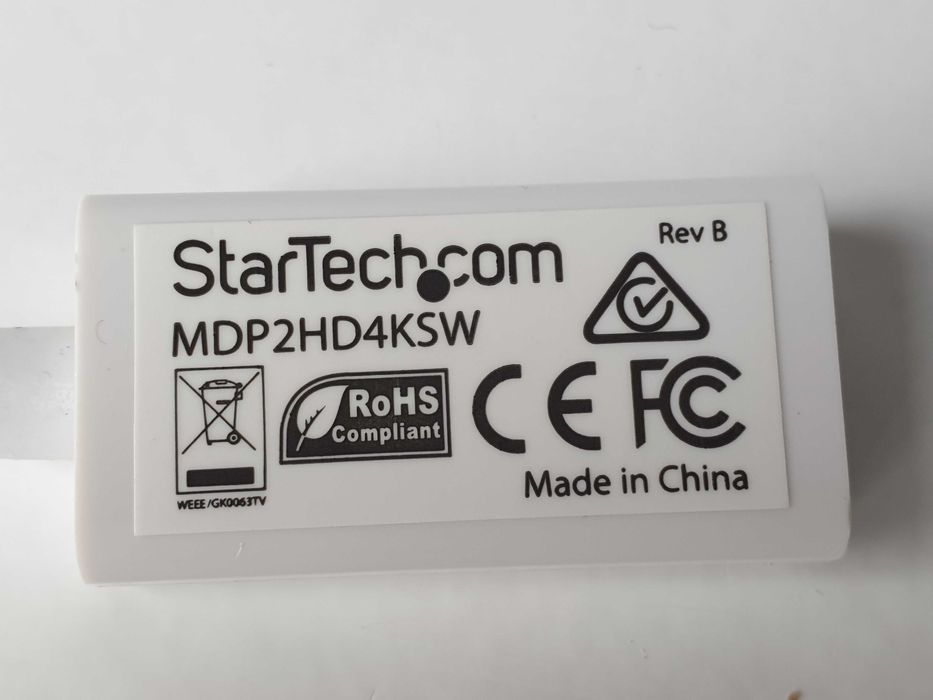 StarTech.com
Rev B
MDP2HD4KSW
RoHS
Compliant
CE FC
WEEE/GK0063TV
Made in China